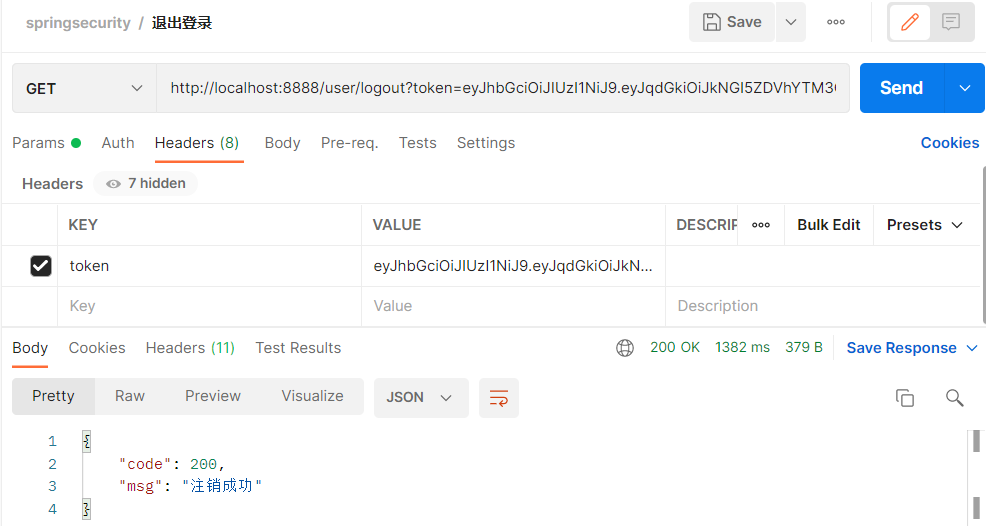 springsecurity / 退出登录 Save
GET http://localhost:8888/user/logout?token=eyJhbGciOiJIUzI1NiJ9.eyJqdGkiOiJkNGI5ZDVhYTM3 Send
Params Auth Headers (8) Body Pre-req. Tests Settings Cookies
Headers 7 hidden
KEY VALUE DESCRIP Bulk Edit Presets
token eyJhbGciOiJIUzI1NiJ9.eyJqdGkiOiJkN...
Key Value Description
Body Cookies Headers (11) Test Results 200 OK 1382 ms 379 B Save Response
Pretty Raw Preview Visualize JSON
1 {
2 "code": 200,
3 "msg": "注销成功"
4 }